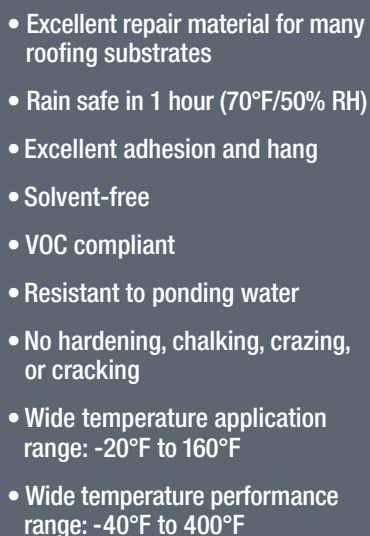 • Excellent repair material for many
roofing substrates
• Rain safe in 1 hour (70°F/50% RH)
• Excellent adhesion and hang
• Solvent-free
• VOC compliant
• Resistant to ponding water
• No hardening, chalking, crazing,
or cracking
• Wide temperature application
range: -20°F to 160°F
• Wide temperature performance
range: -40°F to 400°F